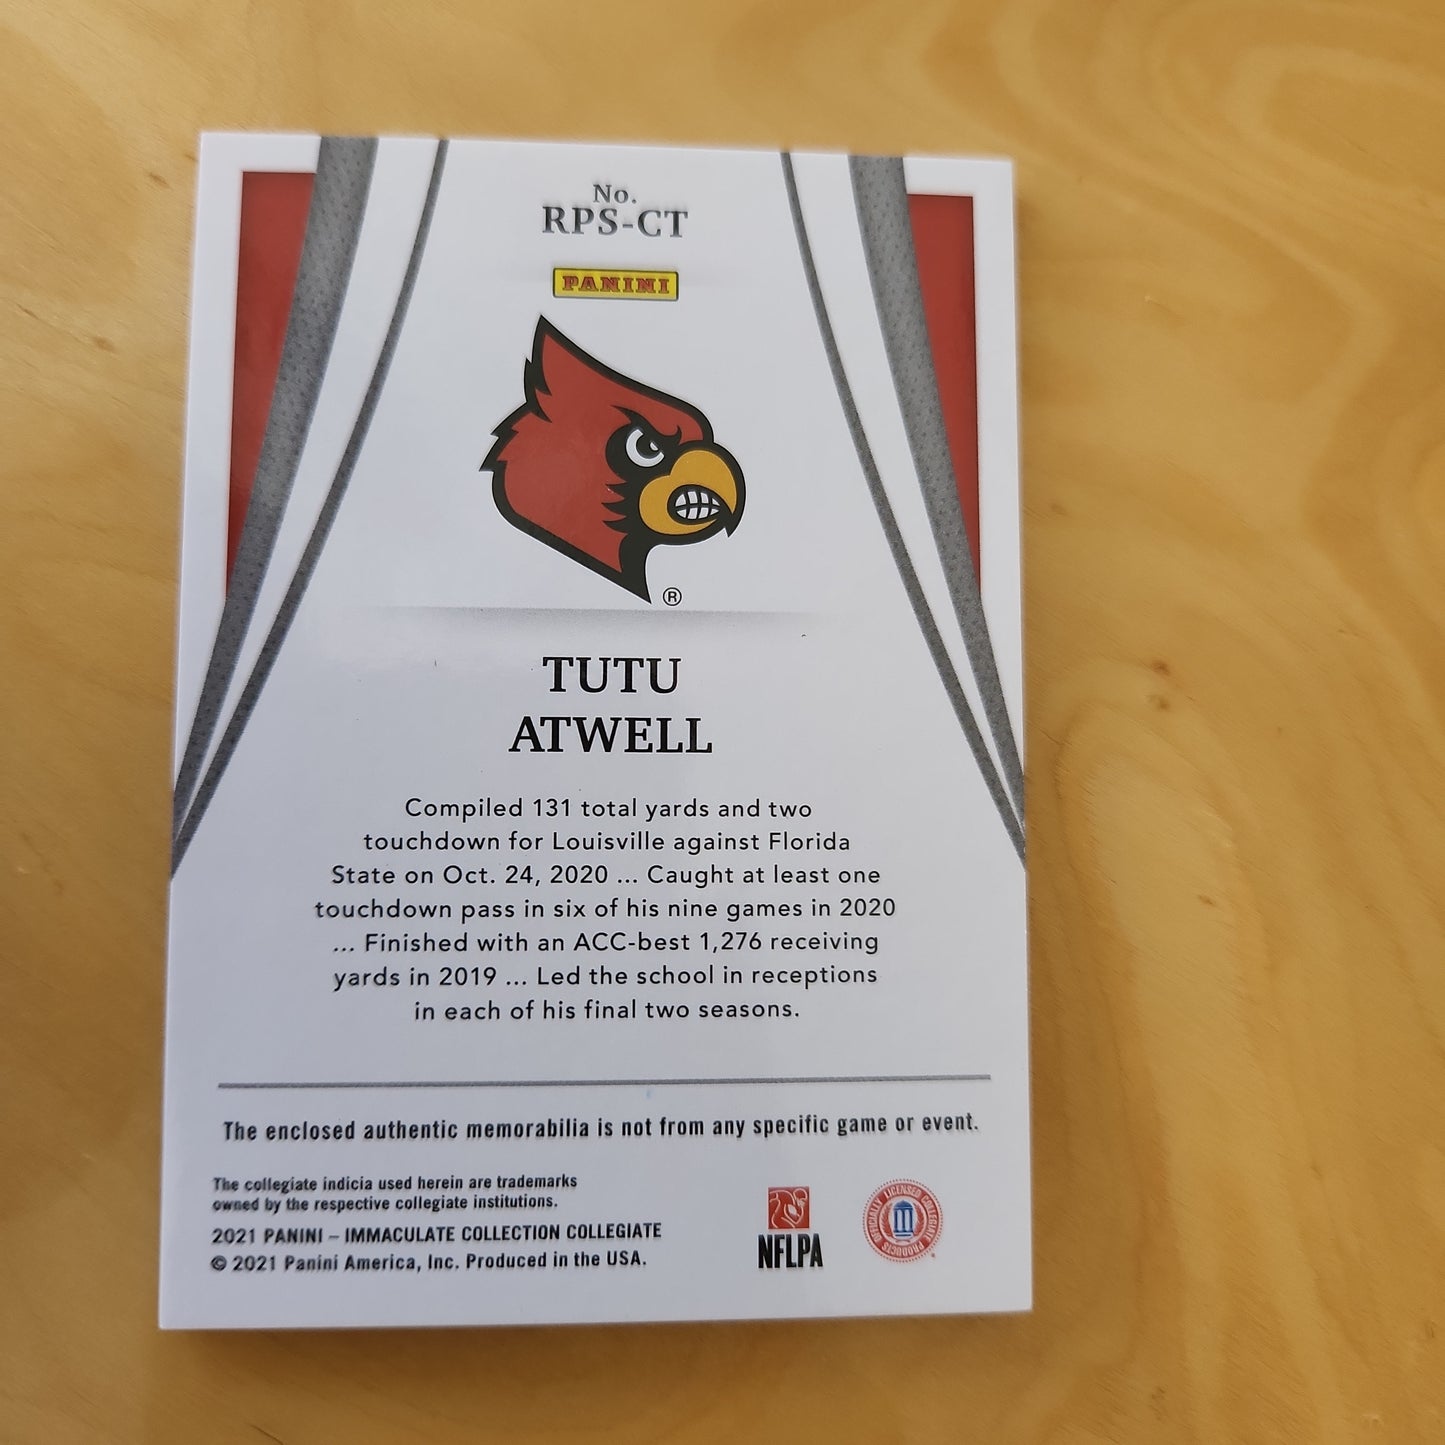 No.
RPS-CT
PANINI
®
TUTU
ATWELL
Compiled 131 total yards and two
touchdown for Louisville against Florida
State on Oct. 24, 2020 ... Caught at least one
touchdown pass in six of his nine games in 2020
... Finished with an ACC-best 1,276 receiving
yards in 2019 ... Led the school in receptions
in each of his final two seasons.
The enclosed authentic memorabilia is not from any specific game or event.
The collegiate indicia used herein are trademarks
owned by the respective collegiate institutions.
2021 PANINI – IMMACULATE COLLECTION COLLEGIATE
© 2021 Panini America, Inc. Produced in the USA.
NFLPA
OFFICIALLY LICENSED COLLEGIATE PRODUCTS